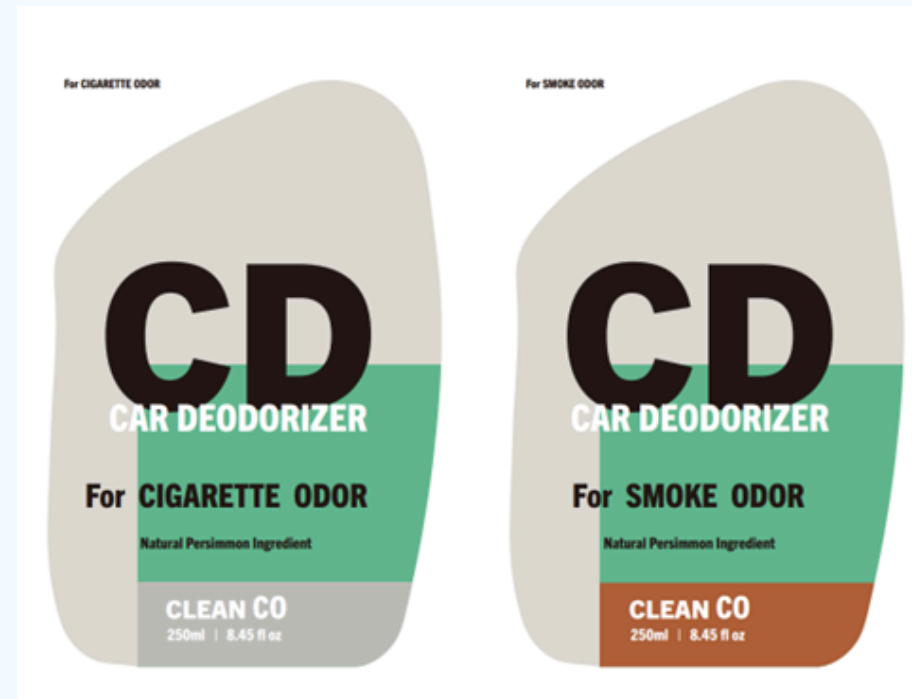 For CIGARETTE ODOR
CD
CAR DEODORIZER
For CIGARETTE ODOR
Natural Persimmon Ingredient
CLEAN CO
250ml | 8.45 fl oz
For SMOKE ODOR
CD
CAR DEODORIZER
For SMOKE ODOR
Natural Persimmon Ingredient
CLEAN CO
250ml | 8.45 fl oz